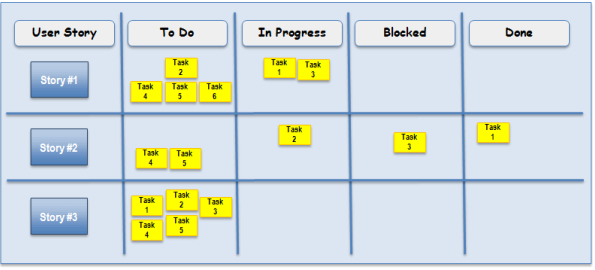 User Story
To Do
In Progress
Blocked
Done
Story #1
Task
2
Task
4
Task
5
Task
6
Task
1
Task
3
Story #2
Task
4
Task
5
Task
2
Task
3
Task
1
Story #3
Task
1
Task
2
Task
3
Task
4
Task
5